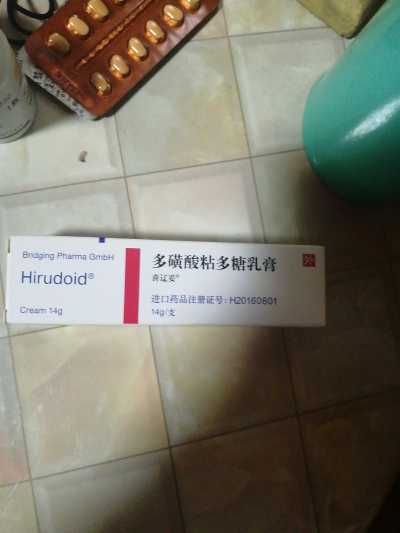 Bridging Pharma GmbH
Hirudoid®
Cream 14g
多磺酸粘多糖乳膏
喜辽妥®
进口药品注册证号：H20160601
14g/支
外